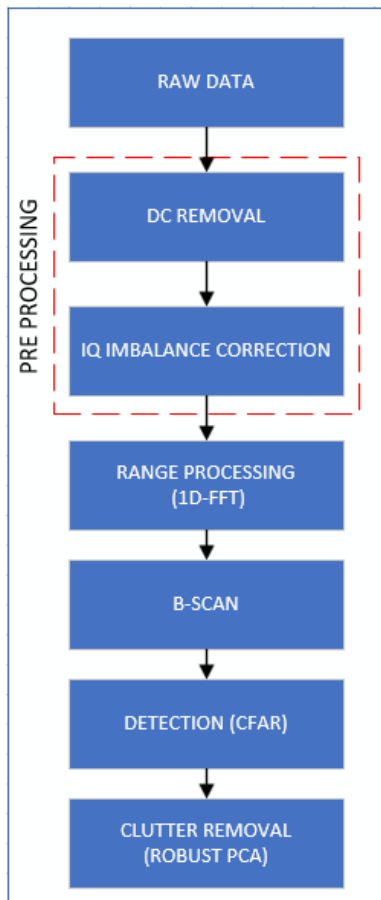 RAW DATA
PRE PROCESSING
DC REMOVAL
IQ IMBALANCE CORRECTION
RANGE PROCESSING
(1D-FFT)
B-SCAN
DETECTION (CFAR)
CLUTTER REMOVAL
(ROBUST PCA)